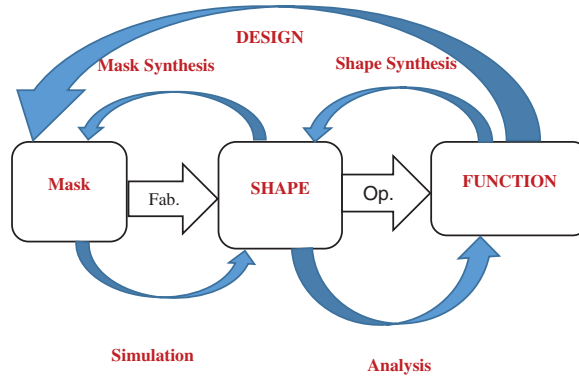 DESIGN
Mask Synthesis
Shape Synthesis
Mask
Fab.
SHAPE
Op.
FUNCTION
Simulation
Analysis